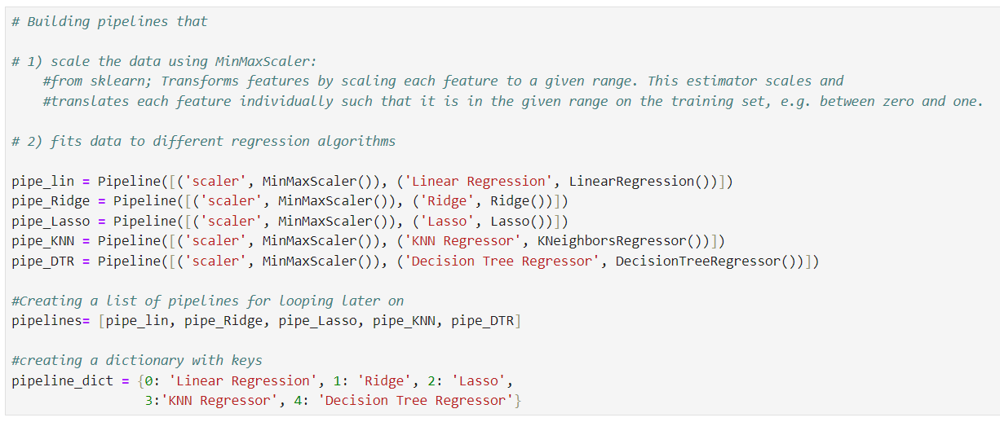 # Building pipelines that
# 1) scale the data using MinMaxScaler:
#from sklearn; Transforms features by scaling each feature to a given range. This estimator scales and
#translates each feature individually such that it is in the given range on the training set, e.g. between zero and one.
# 2) fits data to different regression algorithms
pipe_lin = Pipeline([('scaler', MinMaxScaler()), ('Linear Regression', LinearRegression())])
pipe_Ridge = Pipeline([('scaler', MinMaxScaler()), ('Ridge', Ridge())])
pipe_Lasso = Pipeline([('scaler', MinMaxScaler()), ('Lasso', Lasso())])
pipe_KNN = Pipeline([('scaler', MinMaxScaler()), ('KNN Regressor', KNeighborsRegressor())])
pipe_DTR = Pipeline([('scaler', MinMaxScaler()), ('Decision Tree Regressor', DecisionTreeRegressor())])
#Creating a list of pipelines for looping later on
pipelines= [pipe_lin, pipe_Ridge, pipe_Lasso, pipe_KNN, pipe_DTR]
#creating a dictionary with keys
pipeline_dict = {0: 'Linear Regression', 1: 'Ridge', 2: 'Lasso',
3:'KNN Regressor', 4: 'Decision Tree Regressor'}